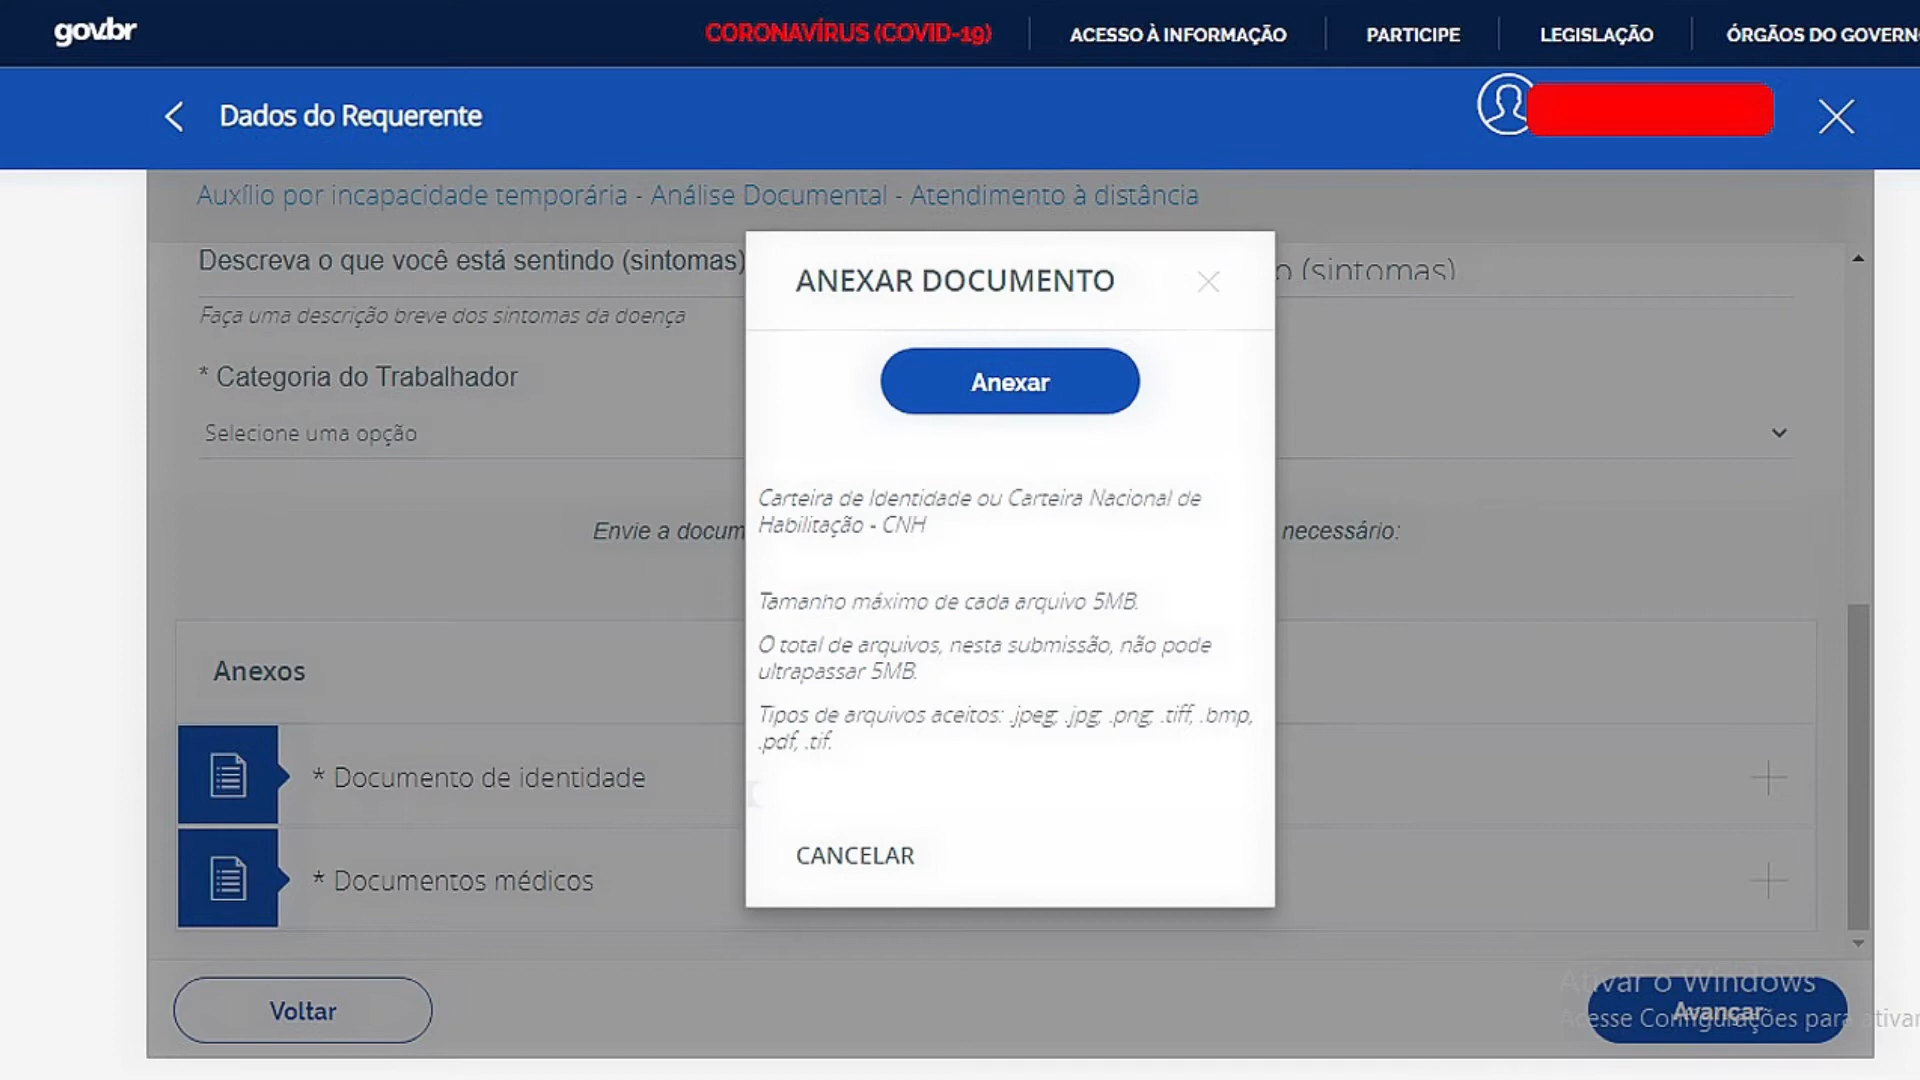 gov.br
CORONAVÍRUS (COVID-19)
ACESSO À INFORMAÇÃO
PARTICIPE
LEGISLAÇÃO
ÓRGÃOS DO GOVERN
Dados do Requerente
Auxílio por incapacidade temporária - Análise Documental - Atendimento à distância
Descreva o que você está sentindo (sintomas)
o (sintomas)
Faça uma descrição breve dos sintomas da doença
* Categoria do Trabalhador
Selecione uma opção
Envie a docum
necessário:
ANEXAR DOCUMENTO
Anexar
Carteira de Identidade ou Carteira Nacional de
Habilitação - CNH
Tamanho máximo de cada arquivo 5MB.
O total de arquivos, nesta submissão, não pode
ultrapassar 5MB.
Tipos de arquivos aceitos: .jpeg, .jpg, .png, .tiff, .bmp,
.pdf, .tif.
CANCELAR
Anexos
* Documento de identidade
* Documentos médicos
Voltar
Avançar
Ativar o Windows
Acesse Configurações para ativar